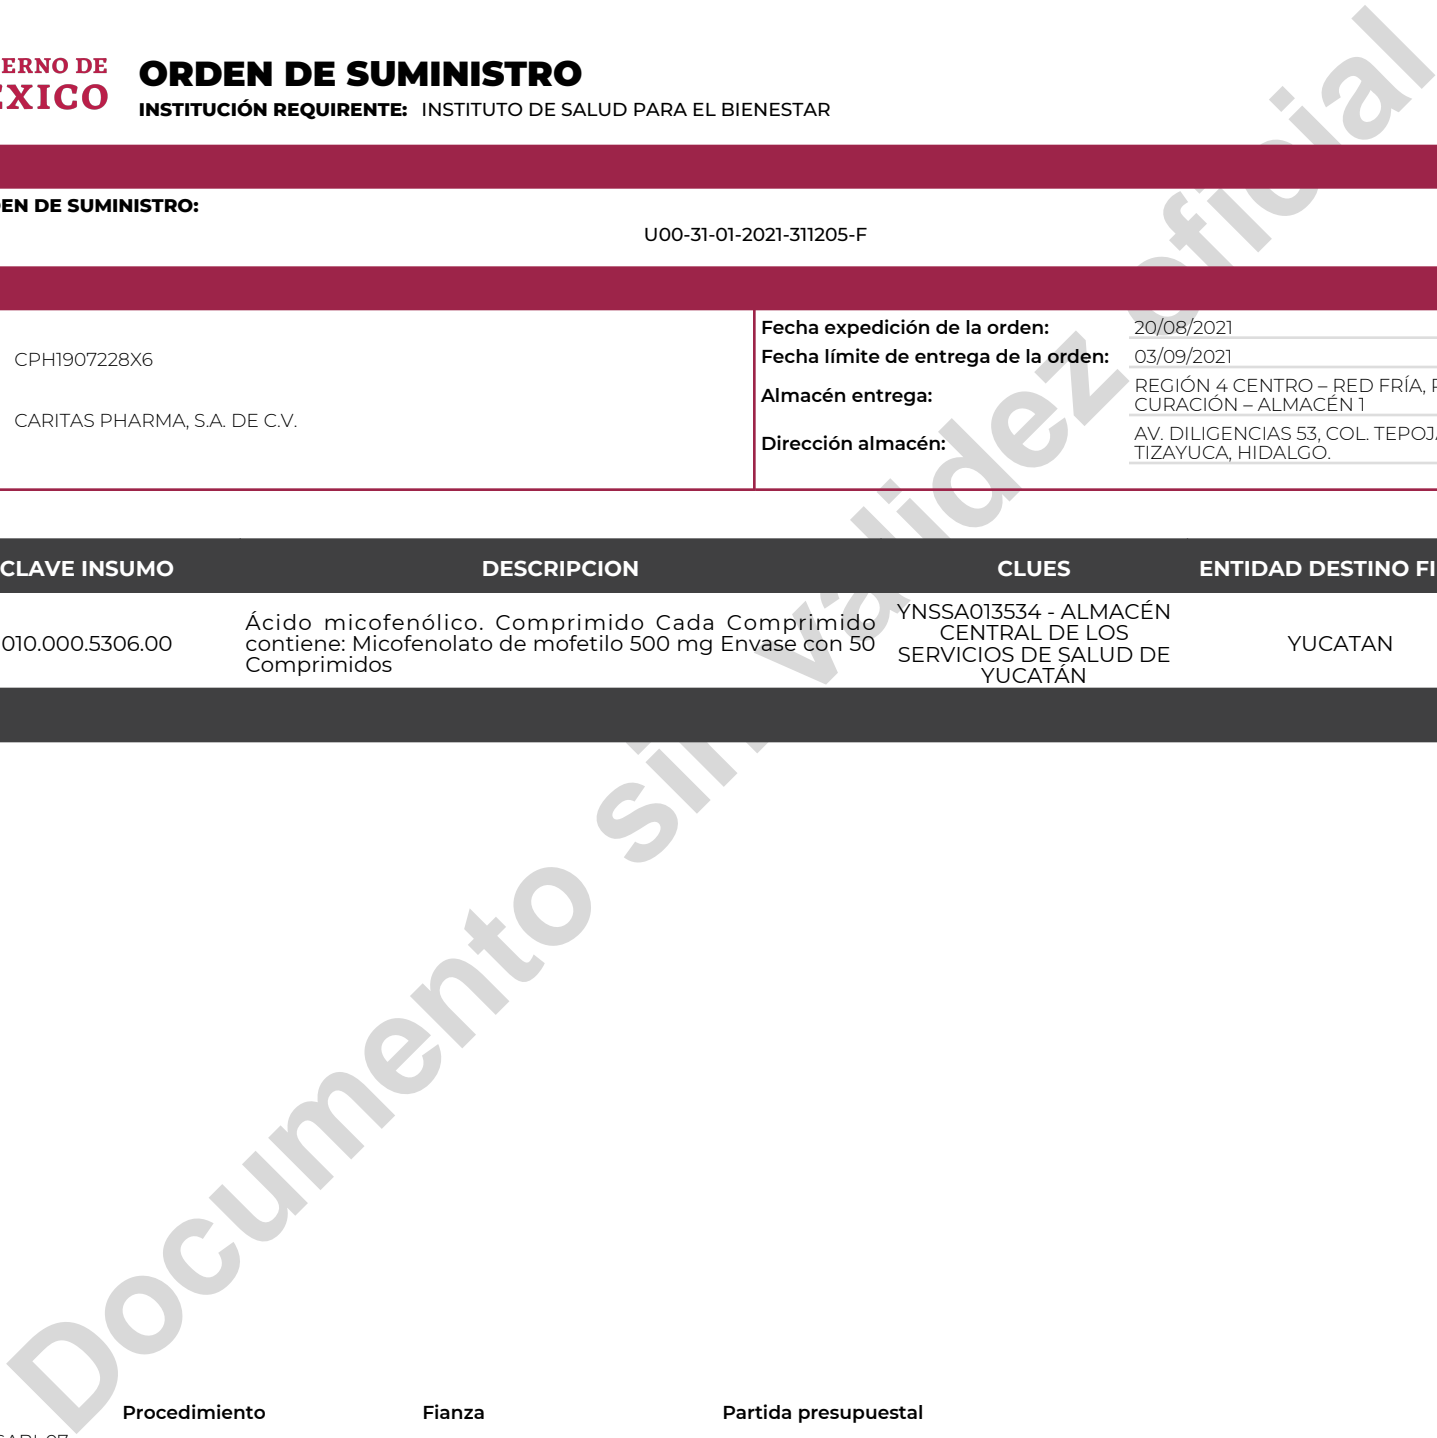 ERNO DE
ORDEN DE SUMINISTRO
EXICO
INSTITUCIÓN REQUIRENTE: INSTITUTO DE SALUD PARA EL BIENESTAR
EN DE SUMINISTRO:
U00-31-01-2021-311205-F
CPH1907228X6
CARITAS PHARMA, S.A. DE C.V.
Fecha expedición de la orden: 20/08/2021
Fecha límite de entrega de la orden: 03/09/2021
Almacén entrega: REGIÓN 4 CENTRO – RED FRÍA,
CURACIÓN – ALMACÉN 1
Dirección almacén: AV. DILIGENCIAS 53, COL. TEPOJ
TIZAYUCA, HIDALGO.
CLAVE INSUMO DESCRIPCION CLUES ENTIDAD DESTINO FI
010.000.5306.00
Ácido micofenólico. Comprimido Cada Comprimido
contiene: Micofenolato de mofetilo 500 mg Envase con 50
Comprimidos
YNSSA013534 - ALMACÉN
CENTRAL DE LOS
SERVICIOS DE SALUD DE
YUCATÁN
YUCATAN
Documento sin validez oficial
Procedimiento Fianza Partida presupuestal